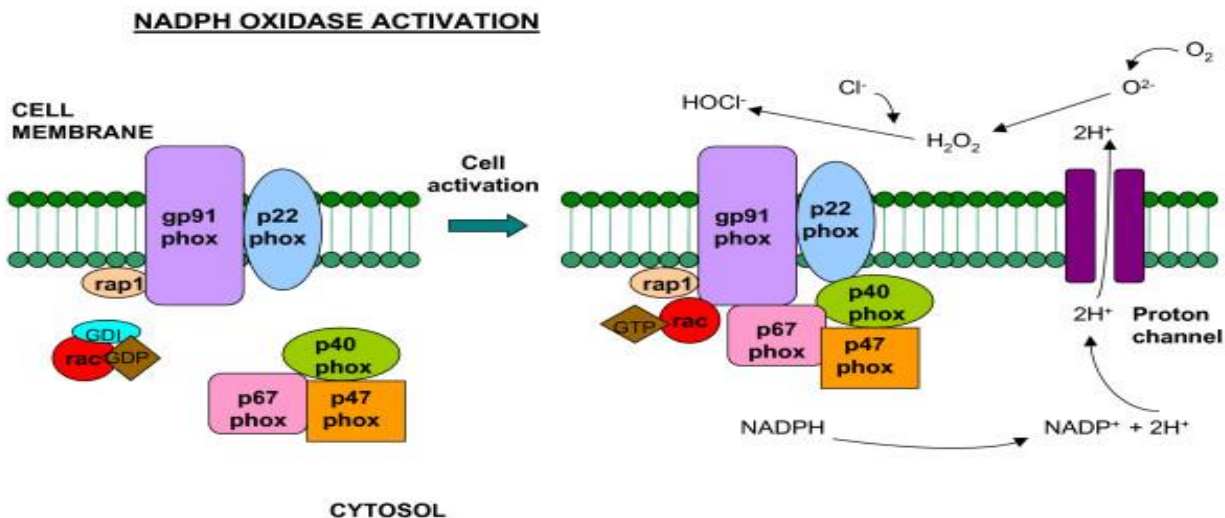 NADPH OXIDASE ACTIVATION
CELL
MEMBRANE
gp91
phox
p22
phox
rap1
GDI
rac
GDP
p40
phox
p67
phox
p47
phox
Cell
activation
O₂
O²⁻
Cl⁻
HOCl⁻
H₂O₂
2H⁺
gp91
phox
p22
phox
rap1
GTP
rac
p40
phox
p67
phox
p47
phox
2H⁺
Proton
channel
NADPH
NADP⁺ + 2H⁺
CYTOSOL